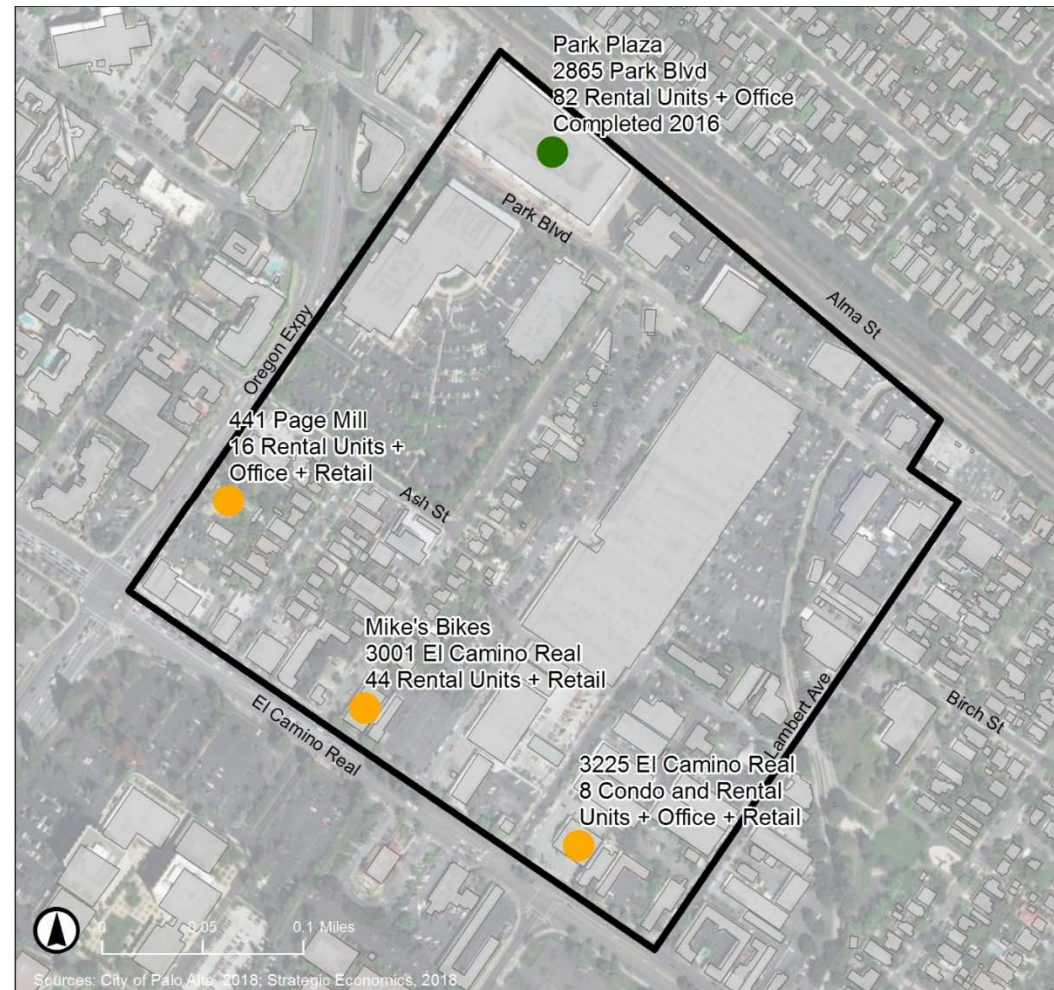 Park Plaza
2865 Park Blvd
82 Rental Units + Office
Completed 2016
Park Blvd
Alma St
Oregon Expy
441 Page Mill
16 Rental Units +
Office + Retail
Ash St
Mike's Bikes
3001 El Camino Real
44 Rental Units + Retail
El Camino Real
Lambert Ave
Birch St
3225 El Camino Real
8 Condo and Rental
Units + Office + Retail
0 0.05 0.1 Miles
Sources: City of Palo Alto, 2018; Strategic Economics, 2018.